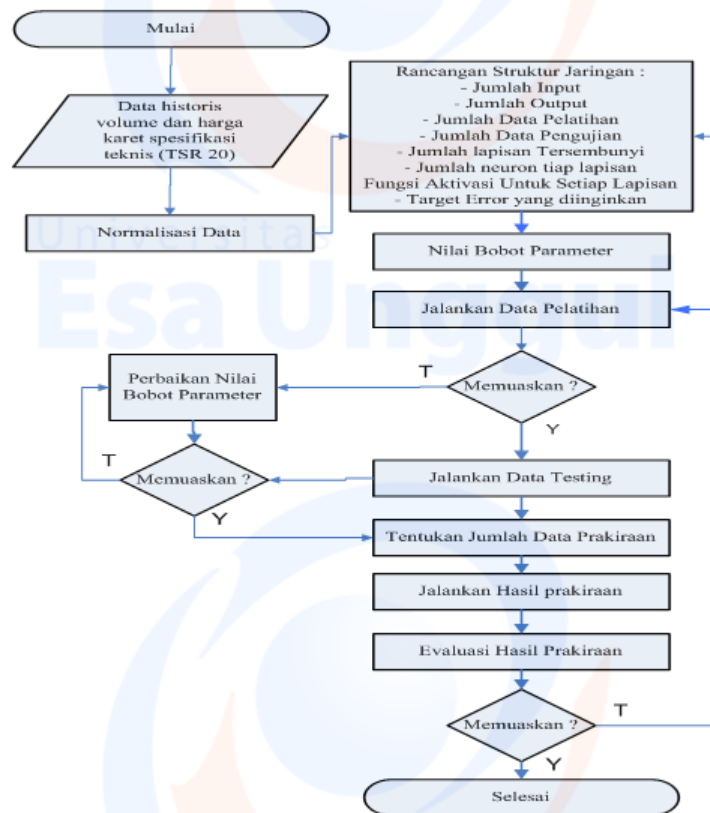 Mulai
Data historis
volume dan harga
karet spesifikasi
teknis (TSR 20)
Normalisasi Data
Rancangan Struktur Jaringan :
- Jumlah Input
- Jumlah Output
- Jumlah Data Pelatihan
- Jumlah Data Pengujian
- Jumlah lapisan Tersembunyi
- Jumlah neuron tiap lapisan
Fungsi Aktivasi Untuk Setiap Lapisan
- Target Error yang diinginkan
Universitas
Esa Unggul
Nilai Bobot Parameter
Jalankan Data Pelatihan
Memuaskan ?
T
Y
Perbaikan Nilai
Bobot Parameter
Memuaskan ?
T
Y
Jalankan Data Testing
Tentukan Jumlah Data Prakiraan
Jalankan Hasil prakiraan
Evaluasi Hasil Prakiraan
Memuaskan ?
T
Y
Selesai